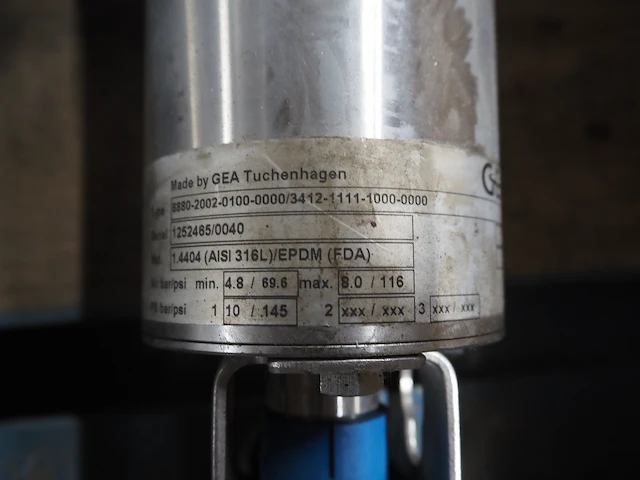 Made by GEA Tuchenhagen
Type 8880-2002-0100-0000/3412-1111-1000-0000
Serial 1252465/0040
Mat. 1.4404 (AISI 316L)/EPDM (FDA)
Air bar/psi min. 4.8 / 69.6 max. 8.0 / 116
PS bar/psi 1 10 / 145 2 xxx / xxx 3 xxx / xxx